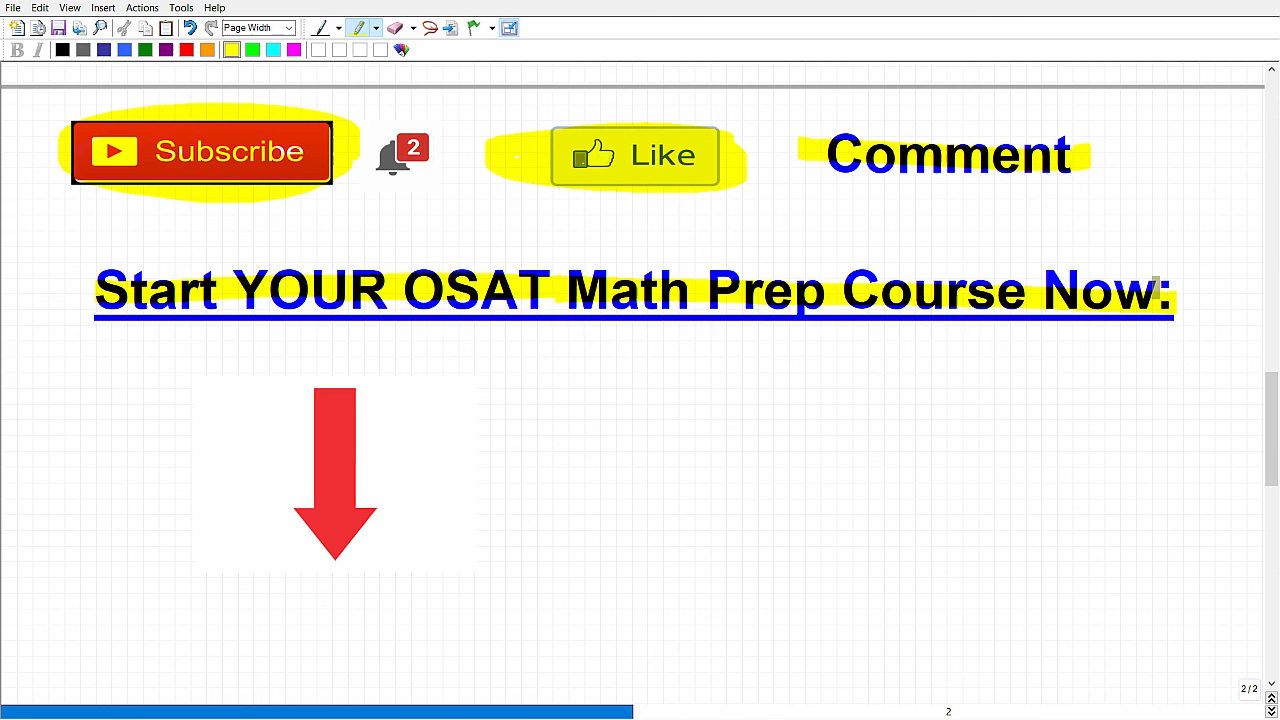 File Edit View Insert Actions Tools Help
Page Width
B I
Subscribe 2 Like Comment
Start YOUR OSAT Math Prep Course Now:
2/2
2